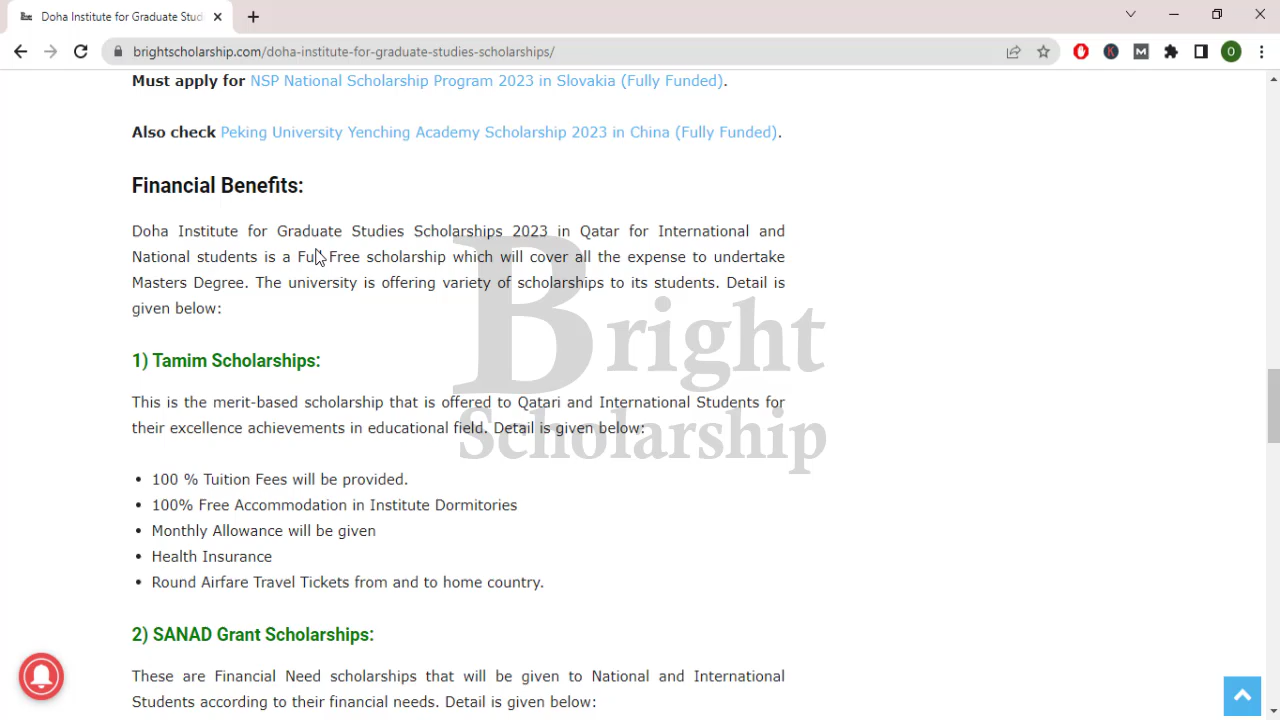 Doha Institute for Graduate Stud
brightscholarship.com/doha-institute-for-graduate-studies-scholarships/
K
M
O
Must apply for NSP National Scholarship Program 2023 in Slovakia (Fully Funded).
Also check Peking University Yenching Academy Scholarship 2023 in China (Fully Funded).
Financial Benefits:
Doha Institute for Graduate Studies Scholarships 2023 in Qatar for International and
National students is a Full Free scholarship which will cover all the expense to undertake
Masters Degree. The university is offering variety of scholarships to its students. Detail is
given below:
Bright
Scholarship
1) Tamim Scholarships:
This is the merit-based scholarship that is offered to Qatari and International Students for
their excellence achievements in educational field. Detail is given below:
• 100 % Tuition Fees will be provided.
• 100% Free Accommodation in Institute Dormitories
• Monthly Allowance will be given
• Health Insurance
• Round Airfare Travel Tickets from and to home country.
2) SANAD Grant Scholarships:
These are Financial Need scholarships that will be given to National and International
Students according to their financial needs. Detail is given below: